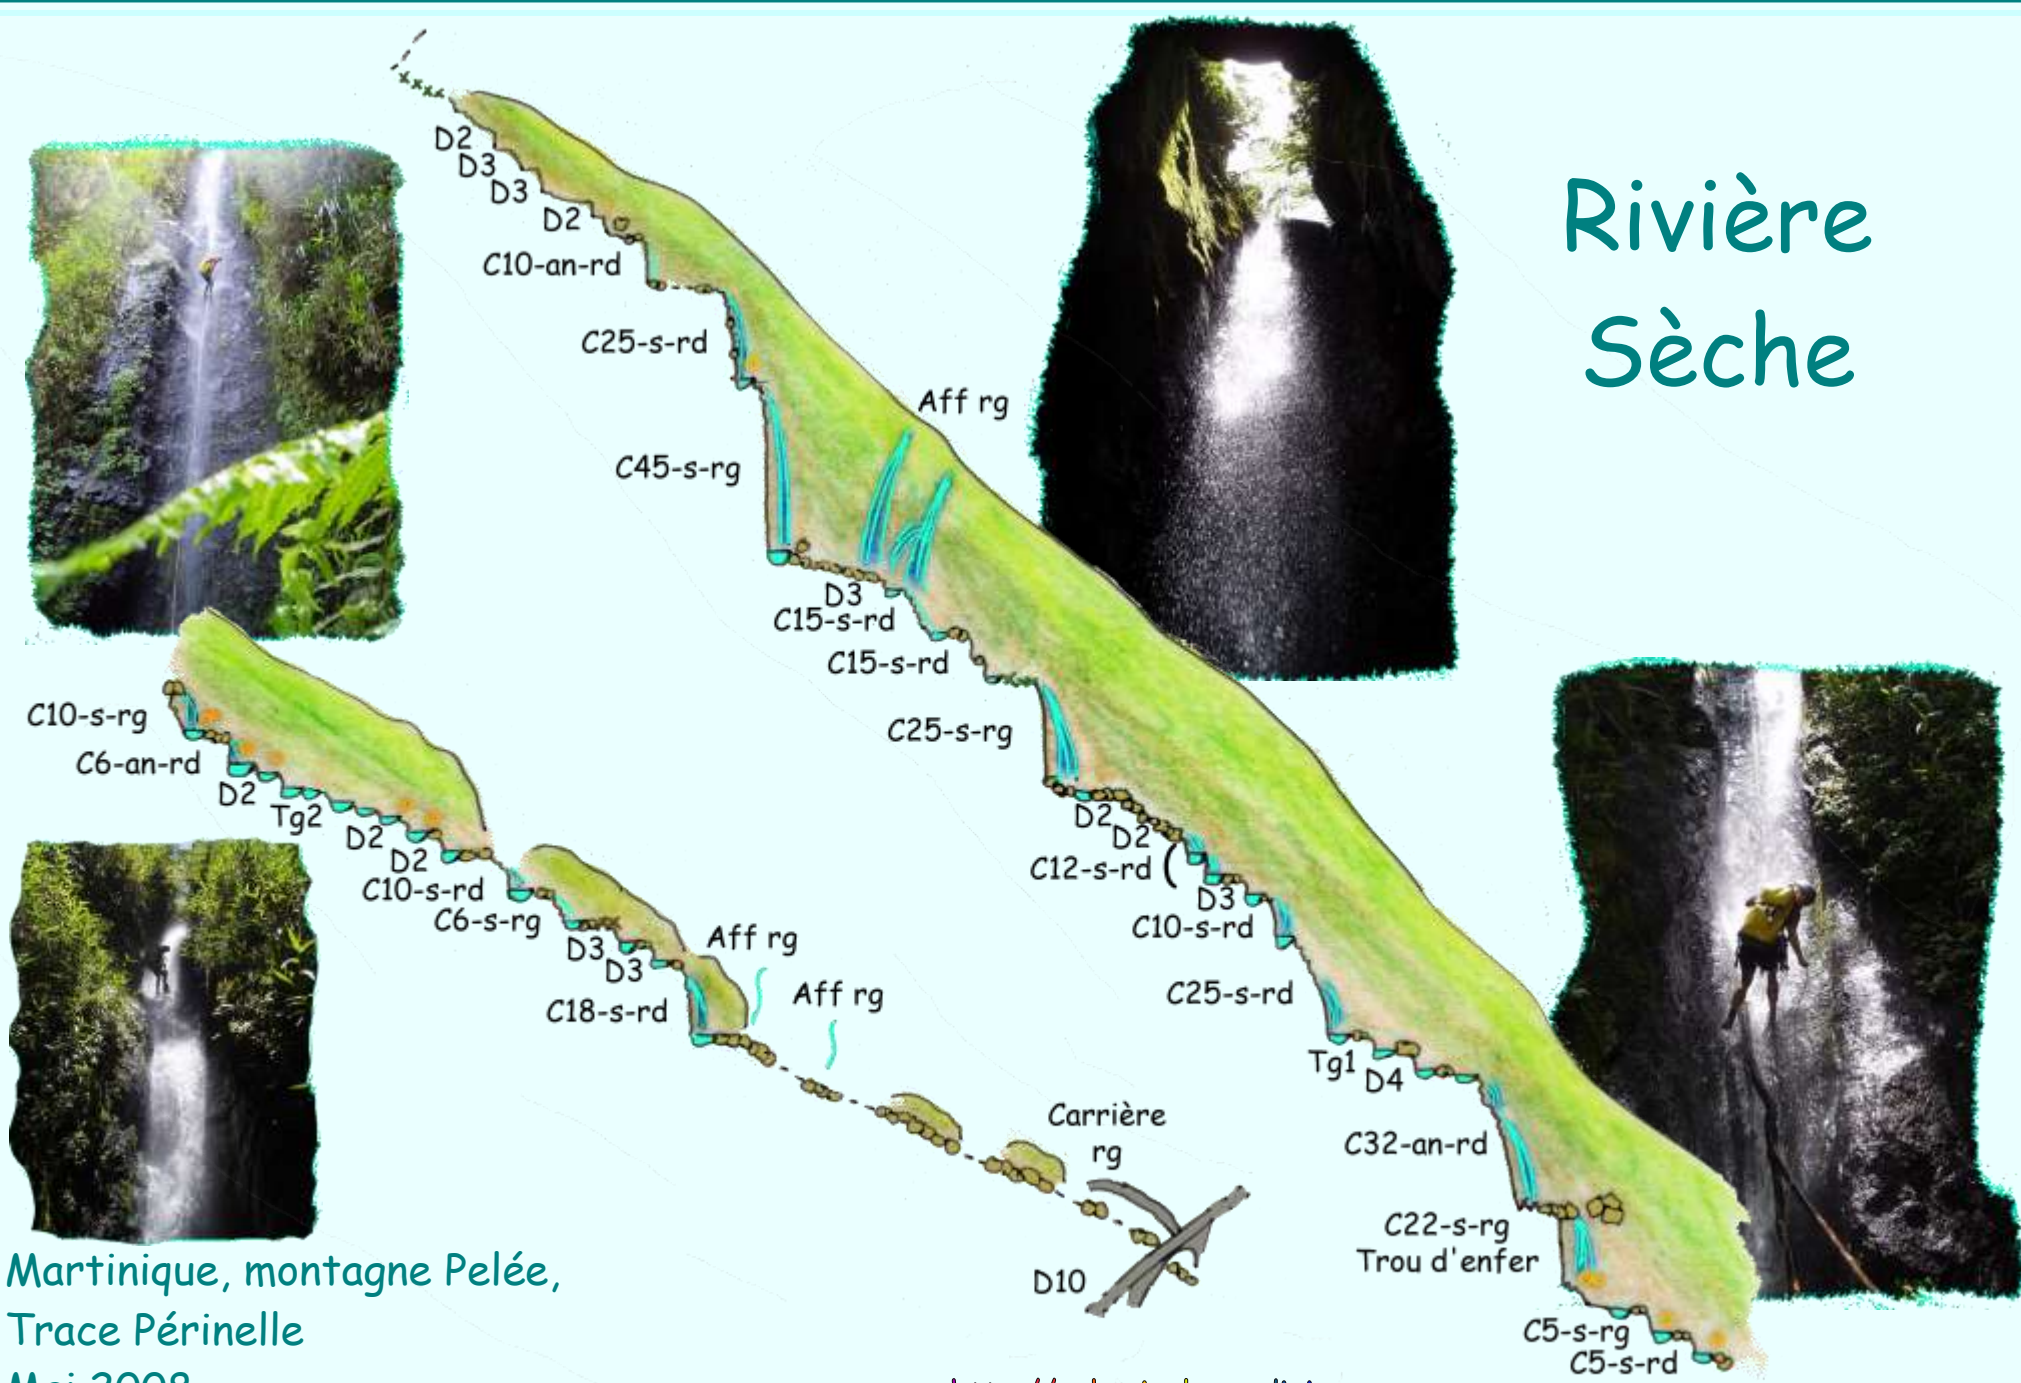 Rivière
Sèche
D2
D3
D3
D2
C10-an-rd
C25-s-rd
Aff rg
C45-s-rg
D3
C15-s-rd
C15-s-rd
C25-s-rg
D2
D2
C12-s-rd (
D3
C10-s-rd
C25-s-rd
Tg1
D4
C32-an-rd
C22-s-rg
Trou d'enfer
C5-s-rg
C5-s-rd
C10-s-rg
C6-an-rd
D2
Tg2
D2
D2
C10-s-rd
C6-s-rg
D3
D3
C18-s-rd
Aff rg
Aff rg
Carrière
rg
D10
Martinique, montagne Pelée,
Trace Périnelle
Mai 2008